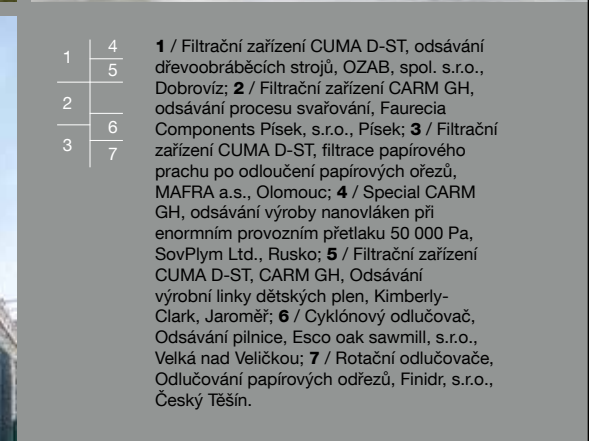 1
2
3
4
5
6
7
1 / Filtrační zařízení CUMA D-ST, odsávání
dřevoobráběcích strojů, OZAB, spol. s.r.o.,
Dobrovíz; 2 / Filtrační zařízení CARM GH,
odsávání procesu svařování, Faurecia
Components Písek, s.r.o., Písek; 3 / Filtrační
zařízení CUMA D-ST, filtrace papírového
prachu po odloučení papírových ořezů,
MAFRA a.s., Olomouc; 4 / Special CARM
GH, odsávání výroby nanovláken při
enormním provozním přetlaku 50 000 Pa,
SovPlym Ltd., Rusko; 5 / Filtrační zařízení
CUMA D-ST, CARM GH, Odsávání
výrobní linky dětských plen, Kimberly-
Clark, Jaroměř; 6 / Cyklónový odlučovač,
Odsávání pilnice, Esco oak sawmill, s.r.o.,
Velká nad Veličkou; 7 / Rotační odlučovače,
Odlučování papírových odřezů, Finidr, s.r.o.,
Český Těšín.